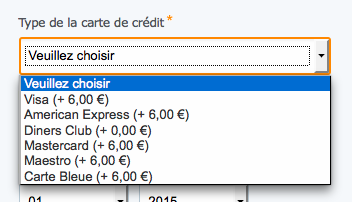 Type de la carte de crédit *
Veuillez choisir
Veuillez choisir
Visa (+ 6,00 €)
American Express (+ 6,00 €)
Diners Club (+ 0,00 €)
Mastercard (+ 6,00 €)
Maestro (+ 6,00 €)
Carte Bleue (+ 6,00 €)
01 2015